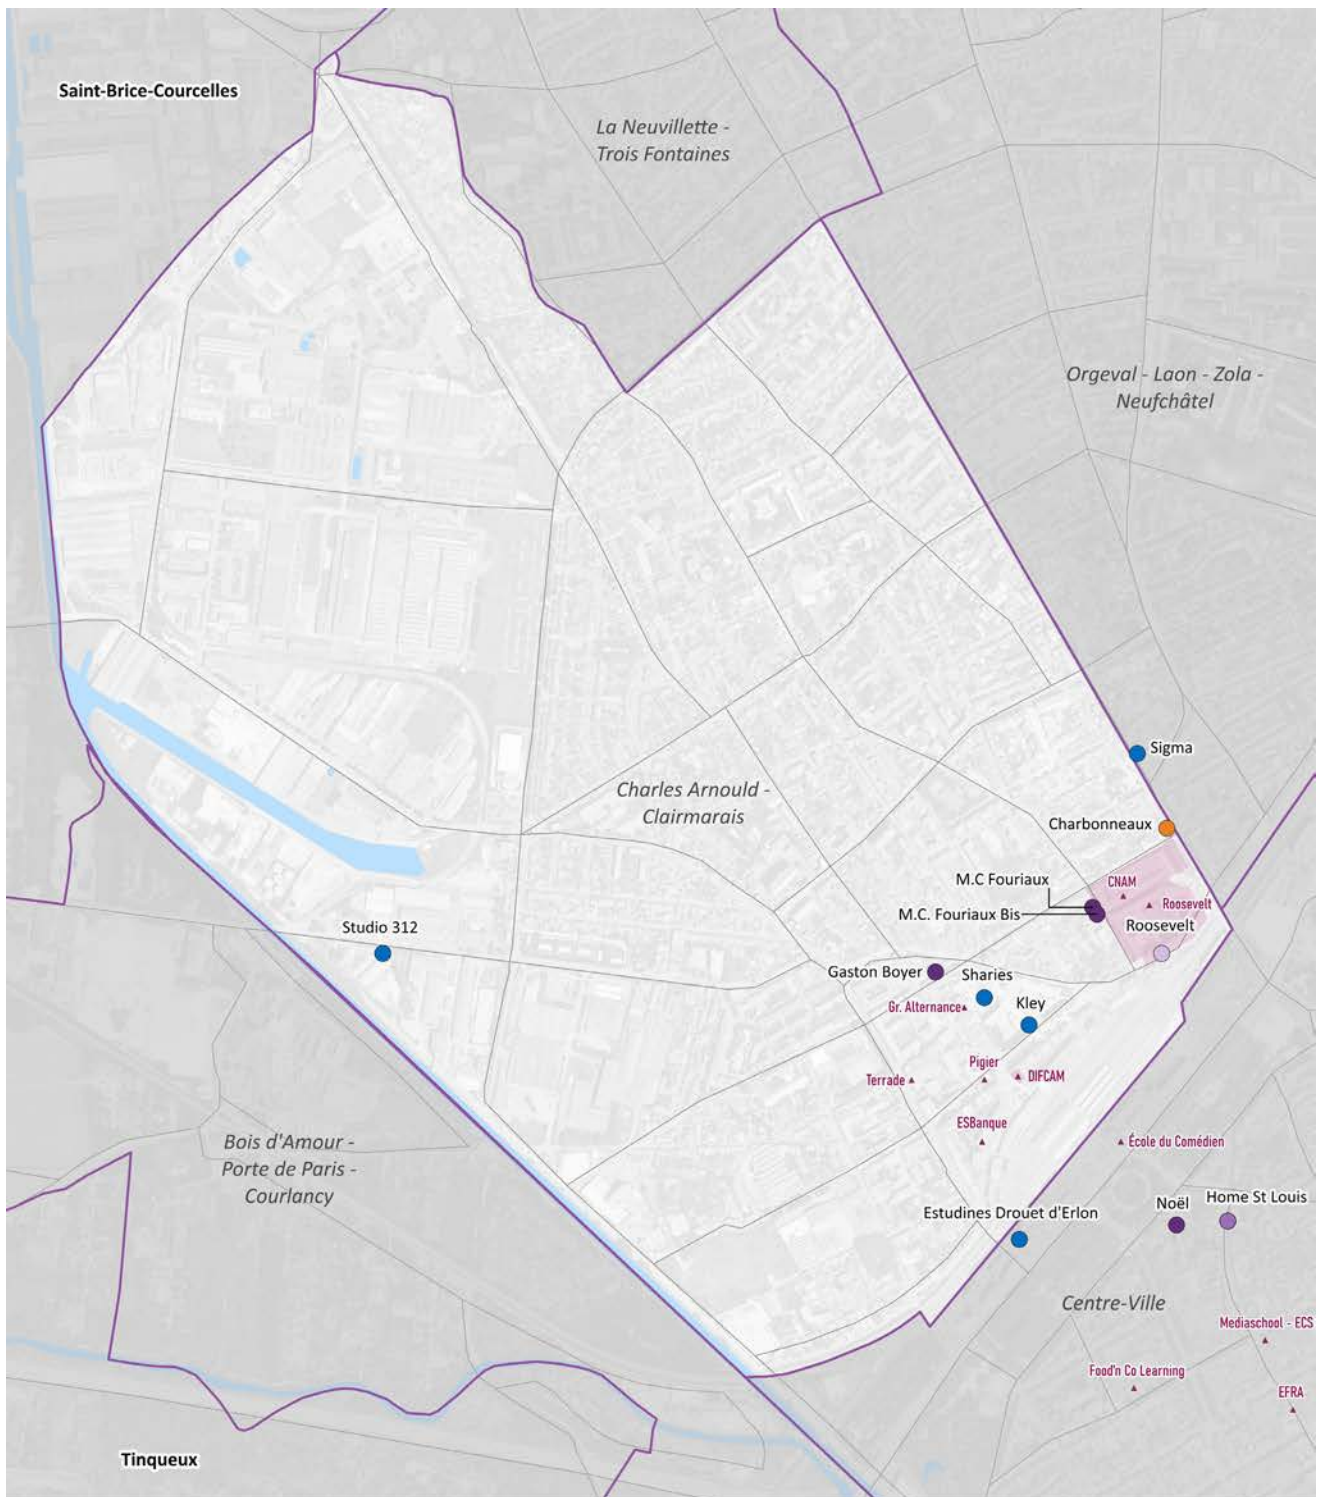 Saint-Brice-Courcelles
La Neuvillette -
Trois Fontaines
Orgeval - Laon - Zola -
Neufchâtel
Sigma
Charles Arnould -
Clairmarais
Charbonneaux
M.C Fouriaux
CNAM
Roosevelt
M.C. Fouriaux Bis
Roosevelt
Studio 312
Gaston Boyer
Sharies
Gr. Alternance
Kley
Pigier
Terrade
DIFCAM
ESBanque
École du Comédien
Bois d'Amour -
Porte de Paris -
Courlancy
Noël
Home St Louis
Estudines Drouet d'Erlon
Centre-Ville
Mediaschool - ECS
Food'n Co Learning
EFRA
Tinqueux